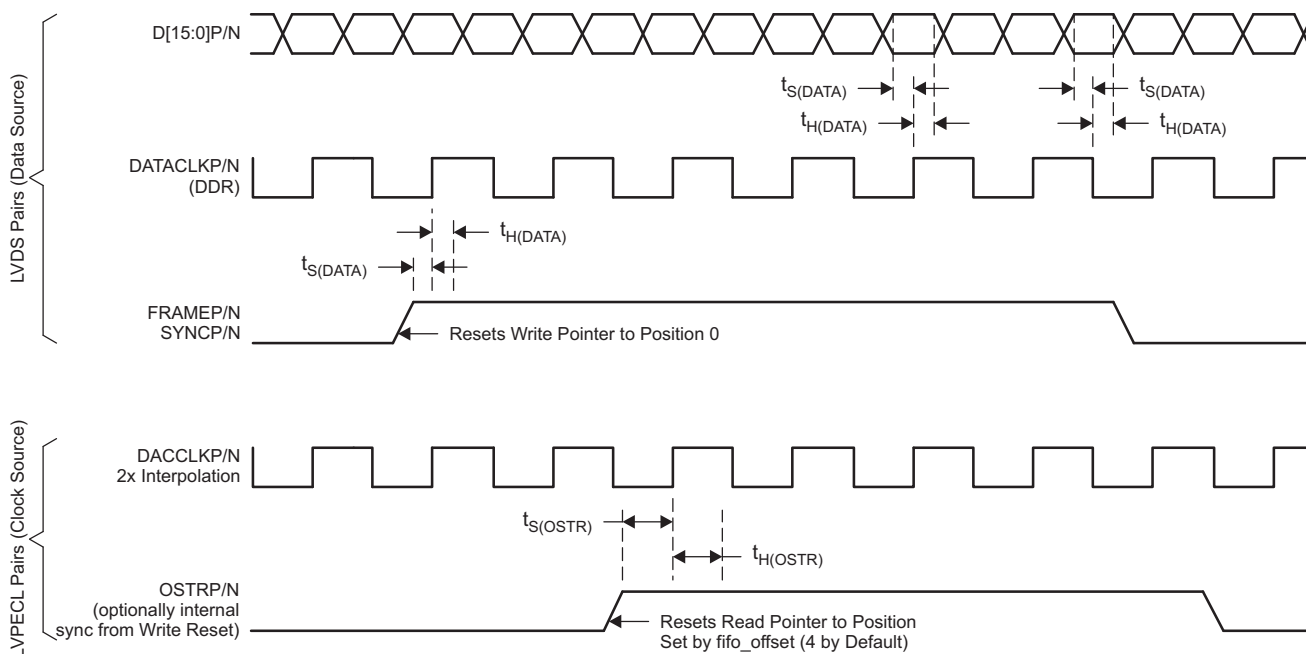 LVDS Pairs (Data Source)
D[15:0]P/N
tS(DATA)
tS(DATA)
tH(DATA)
tH(DATA)
DATACLKP/N
(DDR)
tH(DATA)
tS(DATA)
FRAMEP/N
SYNCP/N
Resets Write Pointer to Position 0
LVPECL Pairs (Clock Source)
DACCLKP/N
2x Interpolation
tS(OSTR)
tH(OSTR)
OSTRP/N
(optionally internal
sync from Write Reset)
Resets Read Pointer to Position
Set by fifo_offset (4 by Default)